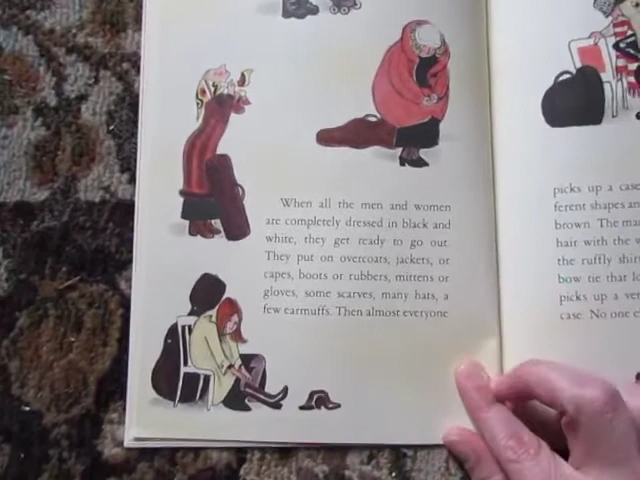 When all the men and women
are completely dressed in black and
white, they get ready to go out.
They put on overcoats, jackets, or
capes, boots or rubbers, mittens or
gloves, some scarves, many hats, a
few earmuffs. Then almost everyone
picks up a case
ferent shapes an
brown. The ma
hair with the w
the ruffly shir
bow tie that lo
picks up a ve
case. No one e